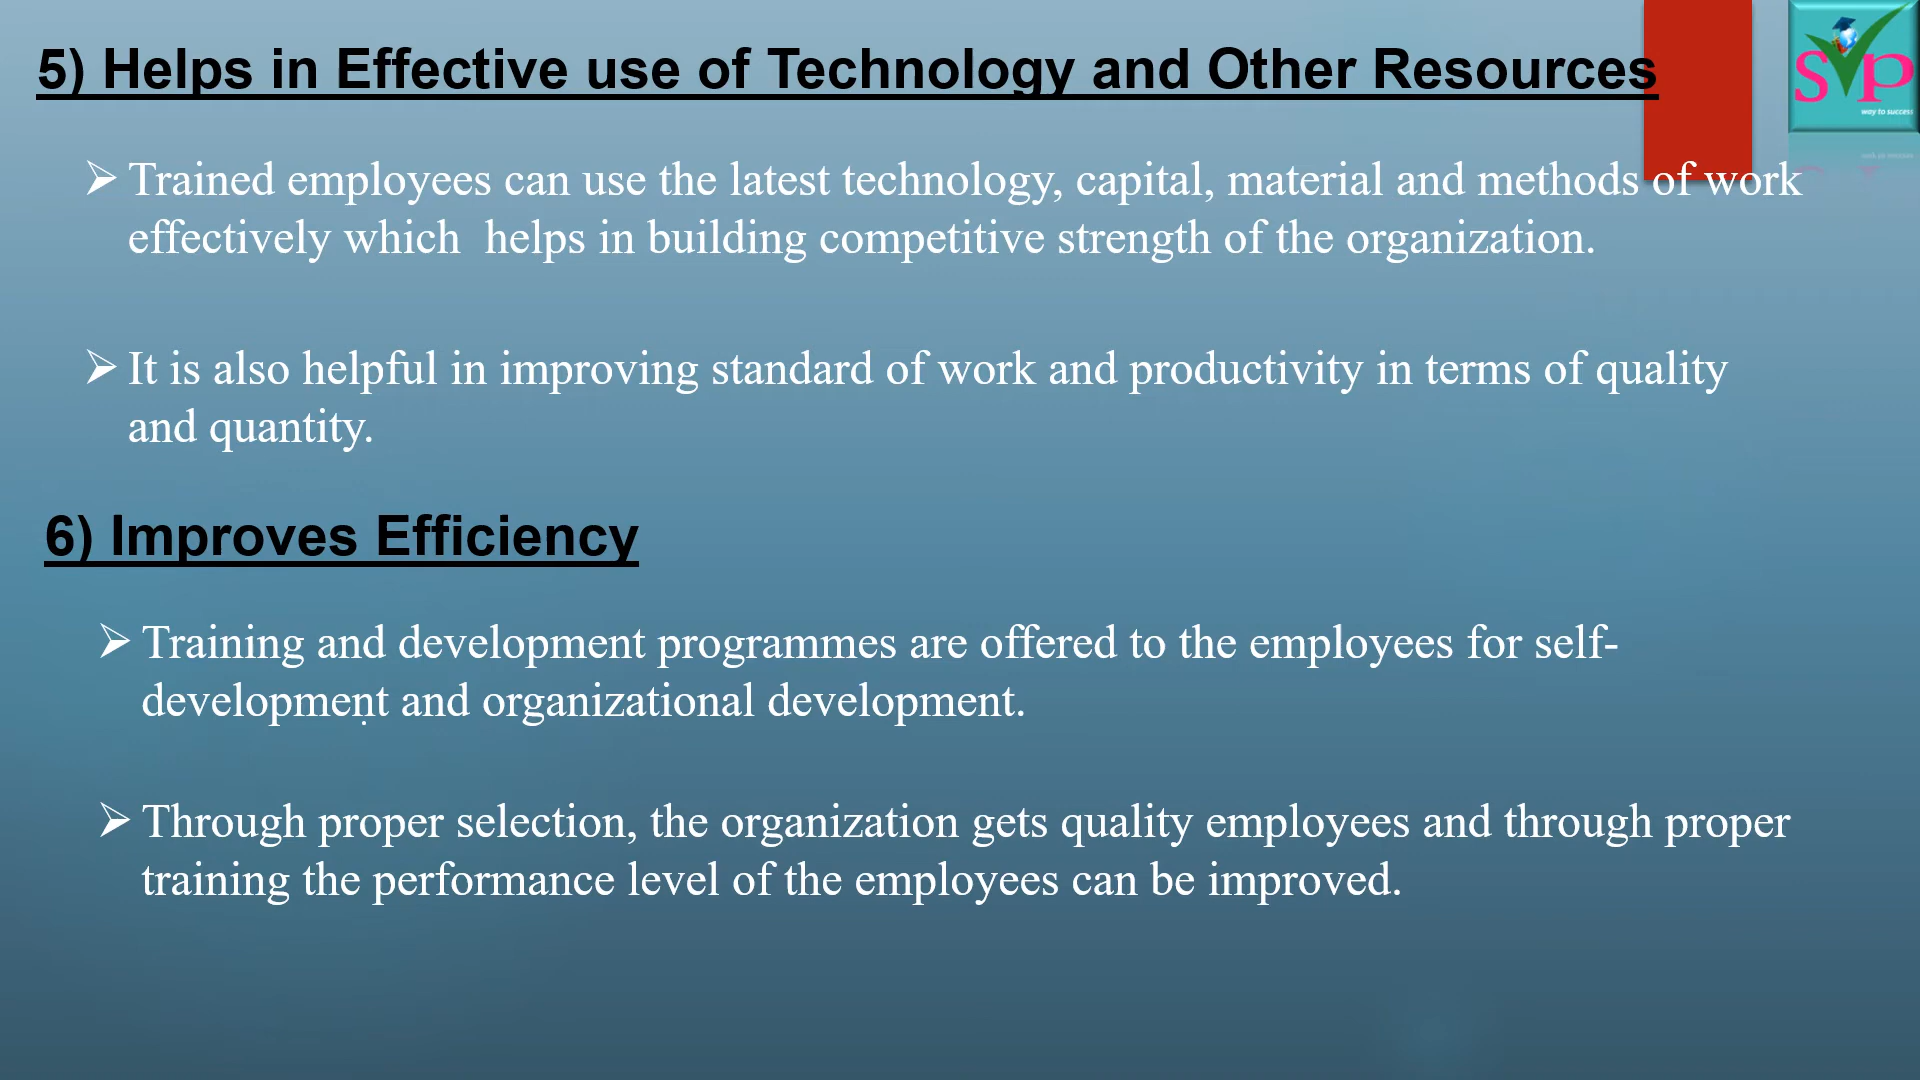 5) Helps in Effective use of Technology and Other Resources
SVP
way to success
➢ Trained employees can use the latest technology, capital, material and methods of work
effectively which  helps in building competitive strength of the organization.
➢ It is also helpful in improving standard of work and productivity in terms of quality
and quantity.
6) Improves Efficiency
➢ Training and development programmes are offered to the employees for self-
development and organizational development.
➢ Through proper selection, the organization gets quality employees and through proper
training the performance level of the employees can be improved.